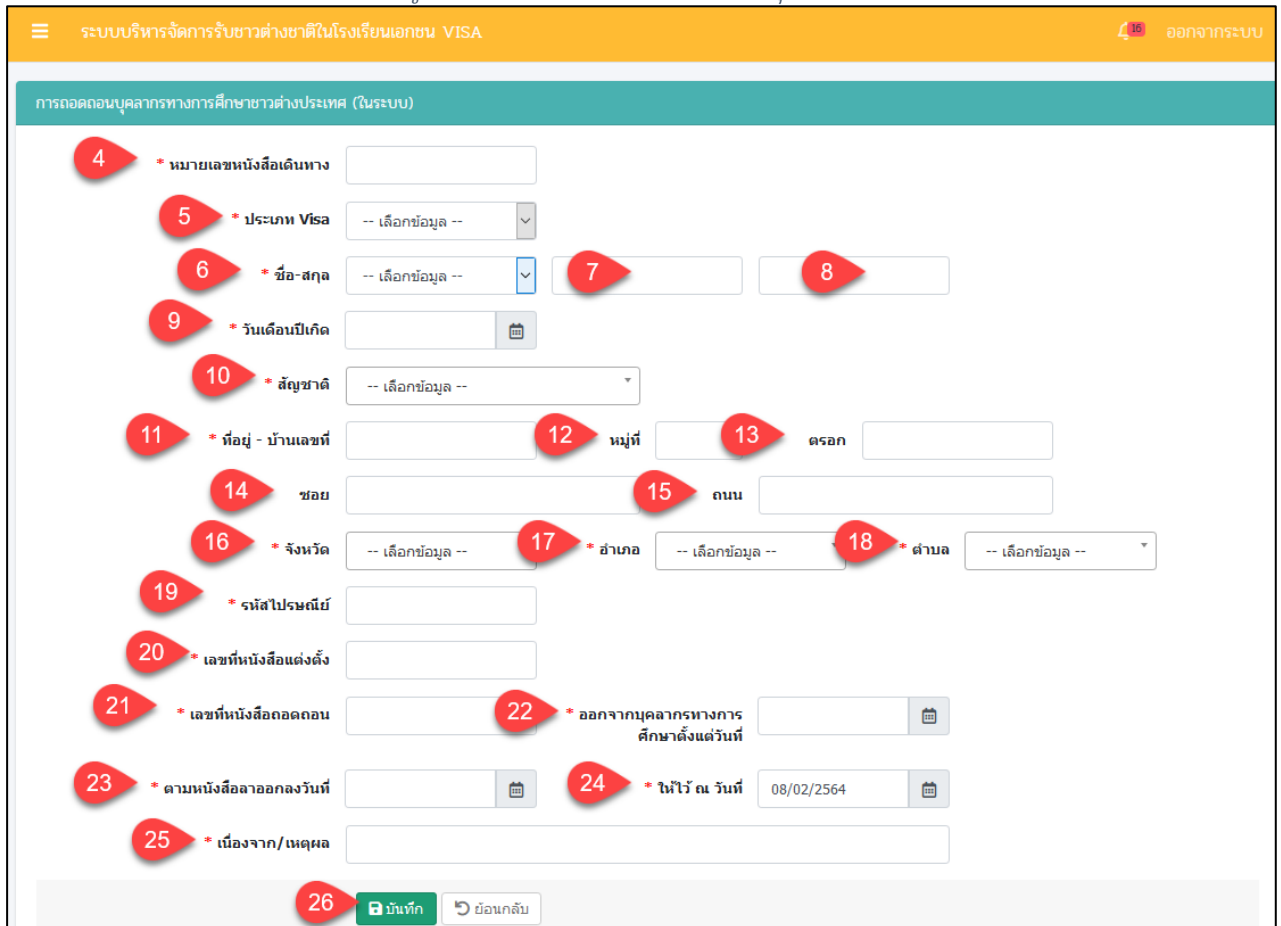 ระบบบริหารจัดการรับชาวต่างชาติในโรงเรียนเอกชน VISA 16 ออกจากระบบ
การถอดถอนบุคลากรทางการศึกษาชาวต่างประเทศ (ในระบบ)
4 * หมายเลขหนังสือเดินทาง
5 * ประเภท Visa -- เลือกข้อมูล --
6 * ชื่อ-สกุล -- เลือกข้อมูล -- 7 8
9 * วันเดือนปีเกิด
10 * สัญชาติ -- เลือกข้อมูล --
11 * ที่อยู่ - บ้านเลขที่ 12 หมู่ที่ 13 ตรอก
14 ซอย 15 ถนน
16 * จังหวัด -- เลือกข้อมูล -- 17 * อำเภอ -- เลือกข้อมูล -- 18 * ตำบล -- เลือกข้อมูล --
19 * รหัสไปรษณีย์
20 * เลขที่หนังสือแต่งตั้ง
21 * เลขที่หนังสือถอดถอน 22 * ออกจากบุคลากรทางการ
ศึกษาตั้งแต่วันที่
23 * ตามหนังสือลาออกลงวันที่ 24 * ให้ไว้ ณ วันที่ 08/02/2564
25 * เนื่องจาก/เหตุผล
26 บันทึก ย้อนกลับ